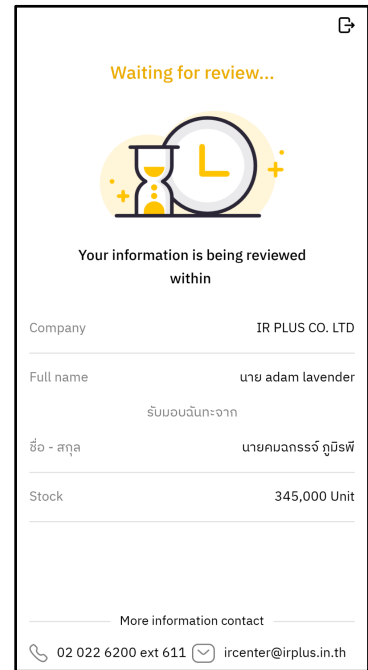 Waiting for review...
Your information is being reviewed
within
Company IR PLUS CO. LTD
Full name นาย adam lavender
รับมอบฉันทะจาก
ชื่อ - สกุล นายคมฉกรรจ์ ภูมิรพี
Stock 345,000 Unit
More information contact
02 022 6200 ext 611 ircenter@irplus.in.th